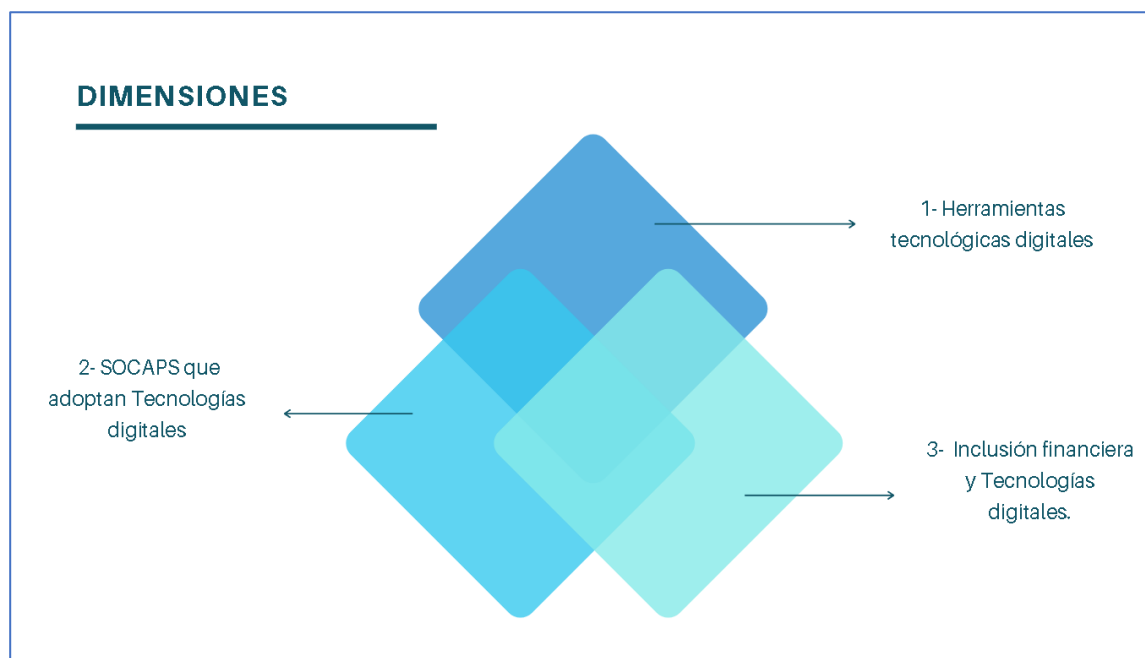 DIMENSIONES
1- Herramientas
tecnológicas digitales
2- SOCAPS que
adoptan Tecnologías
digitales
3- Inclusión financiera
y Tecnologías
digitales.